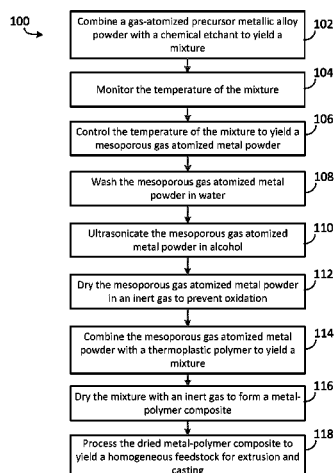 100
Combine a gas-atomized precursor metallic alloy
powder with a chemical etchant to yield a
mixture
102
Monitor the temperature of the mixture
104
Control the temperature of the mixture to yield a
mesoporous gas atomized metal powder
106
Wash the mesoporous gas atomized metal
powder in water
108
Ultrasonicate the mesoporous gas atomized
metal powder in alcohol
110
Dry the mesoporous gas atomized metal powder
in an inert gas to prevent oxidation
112
Combine the mesoporous gas atomized metal
powder with a thermoplastic polymer to yield a
mixture
114
Dry the mixture with an inert gas to form a metal-
polymer composite
116
Process the dried metal-polymer composite to
yield a homogeneous feedstock for extrusion and
casting
118